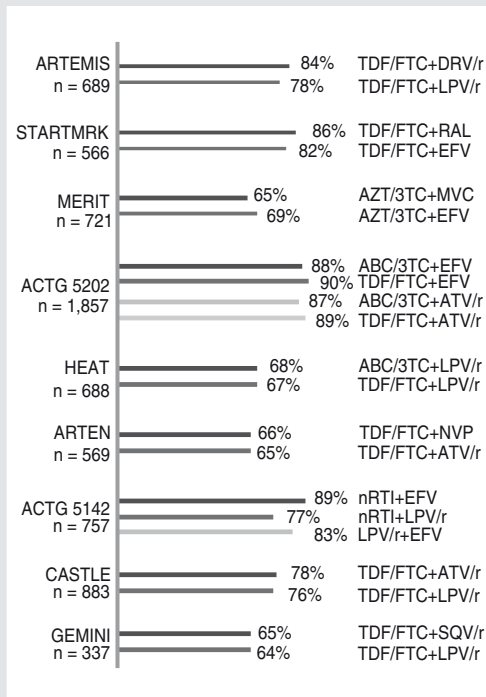 ARTEMIS 84% TDF/FTC+DRV/r
n = 689 78% TDF/FTC+LPV/r
STARTMRK 86% TDF/FTC+RAL
n = 566 82% TDF/FTC+EFV
MERIT 65% AZT/3TC+MVC
n = 721 69% AZT/3TC+EFV
88% ABC/3TC+EFV
ACTG 5202 90% TDF/FTC+EFV
n = 1,857 87% ABC/3TC+ATV/r
89% TDF/FTC+ATV/r
HEAT 68% ABC/3TC+LPV/r
n = 688 67% TDF/FTC+LPV/r
ARTEN 66% TDF/FTC+NVP
n = 569 65% TDF/FTC+ATV/r
89% nRTI+EFV
ACTG 5142 77% nRTI+LPV/r
n = 757 83% LPV/r+EFV
CASTLE 78% TDF/FTC+ATV/r
n = 883 76% TDF/FTC+LPV/r
GEMINI 65% TDF/FTC+SQV/r
n = 337 64% TDF/FTC+LPV/r